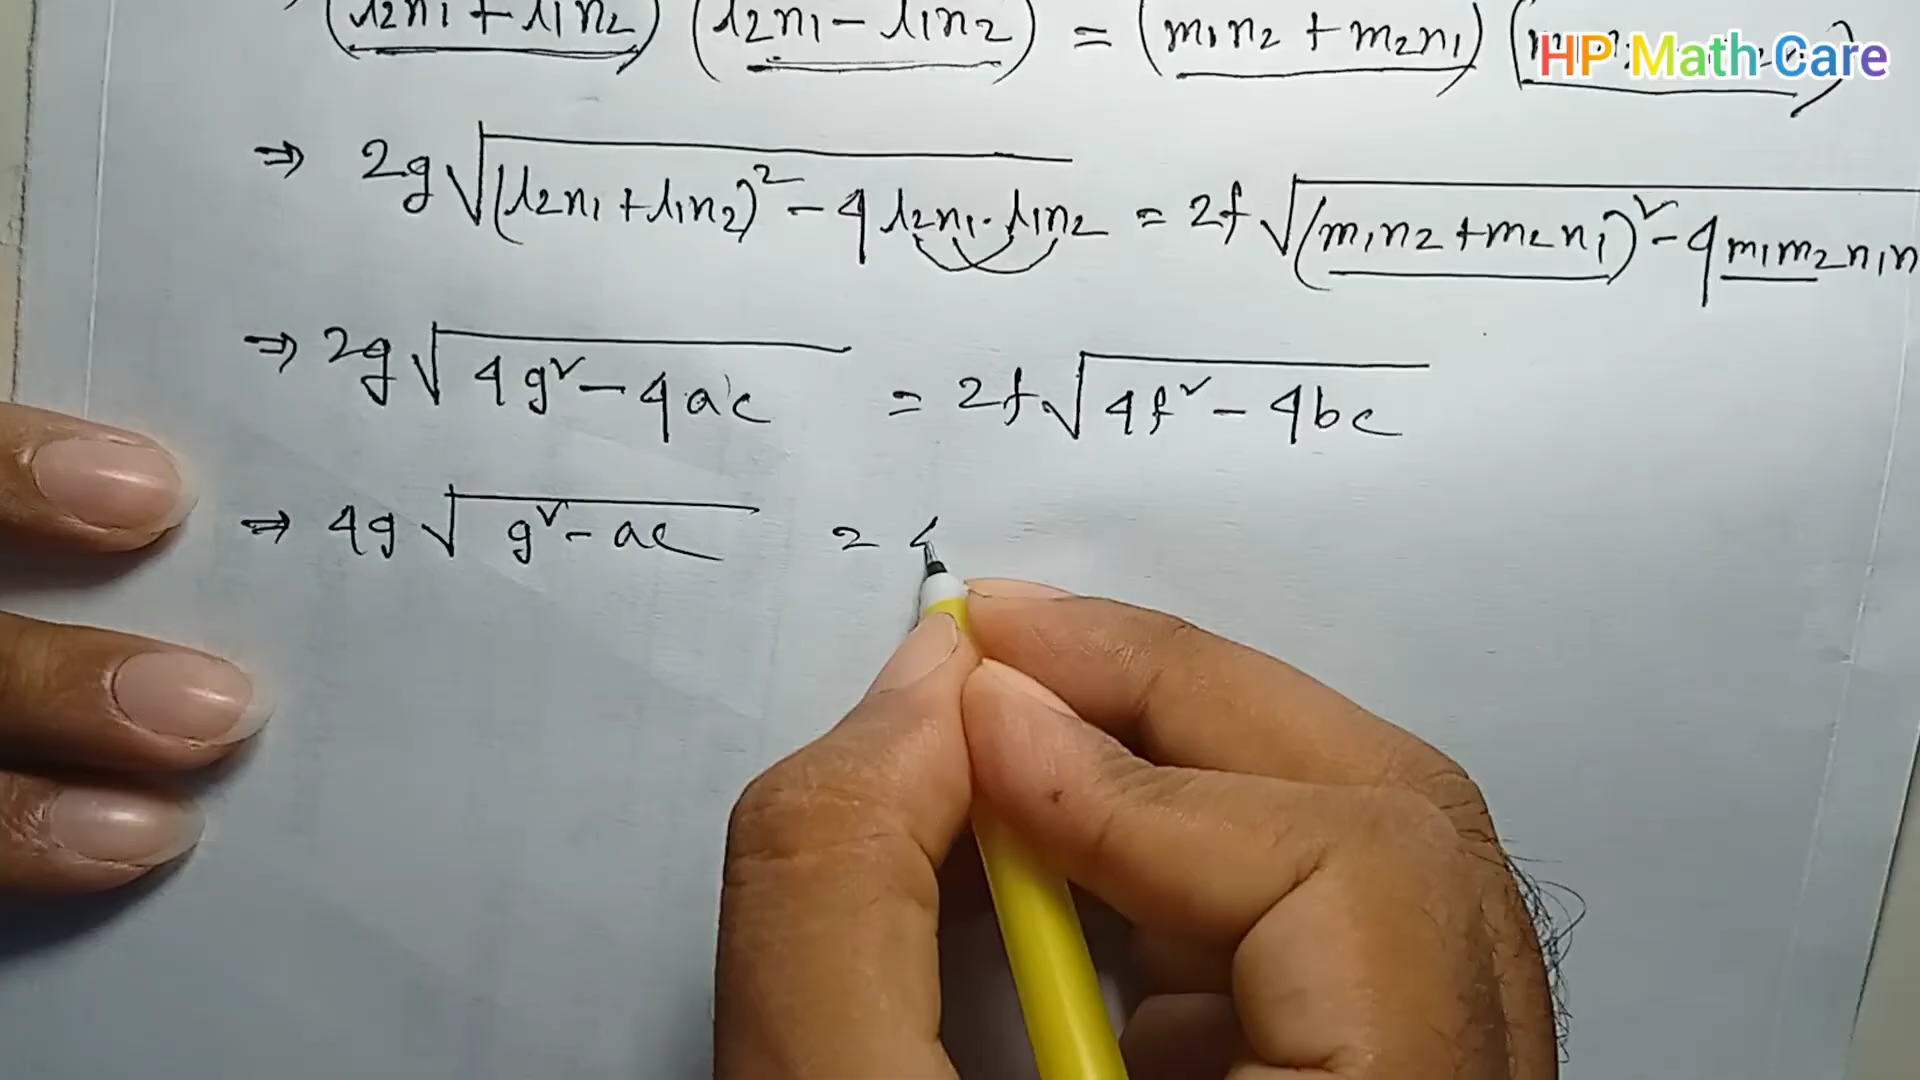 (l2n1 + l1n2) (l2n1 - l1n2) = (m1n2 + m2n1) (m
HP Math Care
⇒ 2g√(l2n1 + l1n2)² - 4 l2n1 · l1n2 = 2f √(m1n2 + m2n1)² - 4 m1m2n1n
⇒ 2g√4g² - 4ac = 2f√4f² - 4bc
⇒ 4g√g² - ac = 4